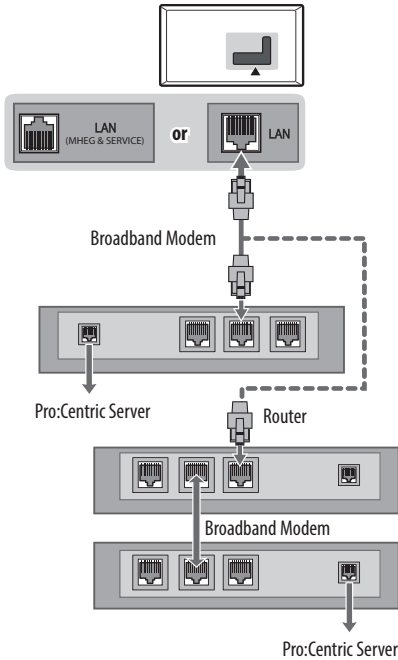 LAN
(MHEG & SERVICE)
or
LAN
Broadband Modem
Pro:Centric Server
Router
Broadband Modem
Pro:Centric Server